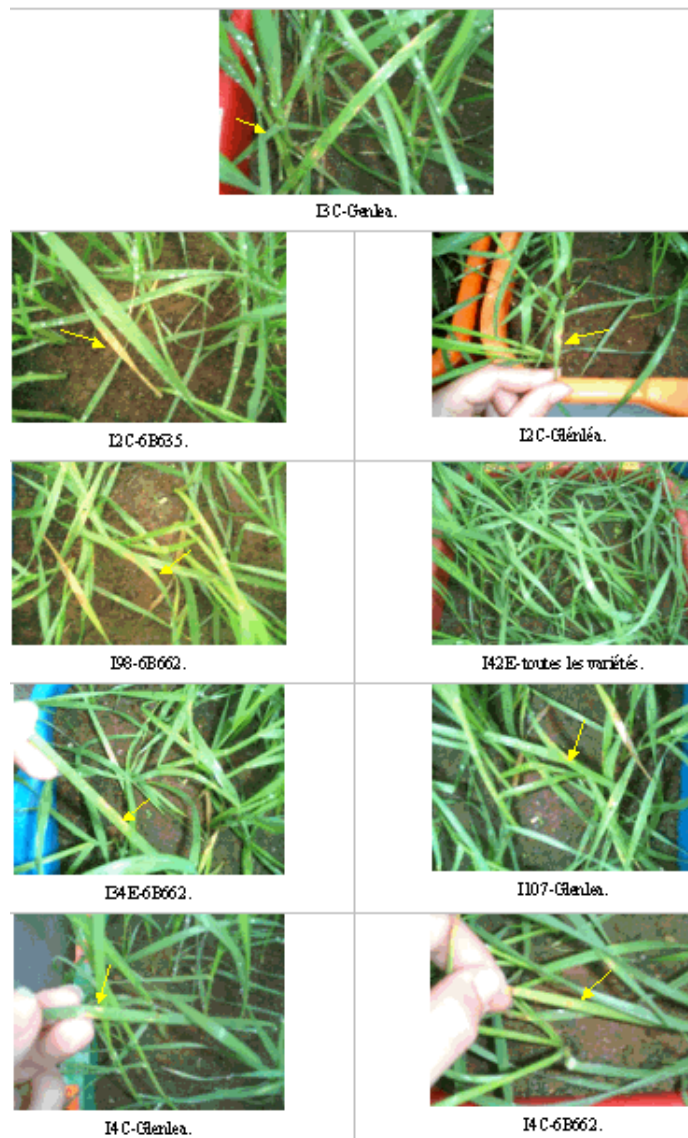 I3C-Genlea.
I2C-6B635.
I2C-Glénléa.
I98-6B662.
I42E-toutes les variétés.
I34E-6B662.
I107-Glenlea.
I4C-Glenlea.
I4C-6B662.